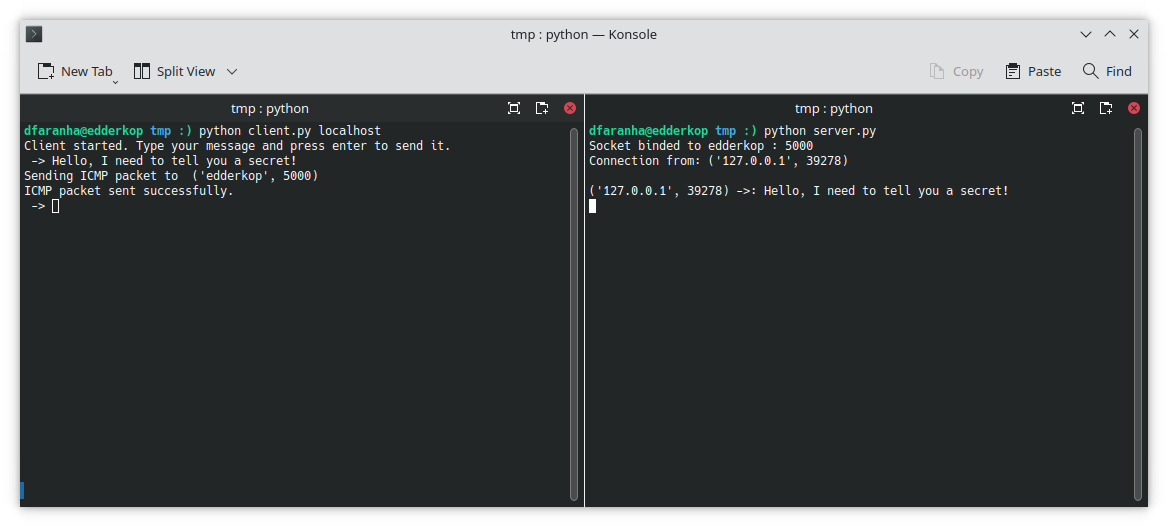 tmp : python — Konsole
New Tab
Split View
Copy
Paste
Find
tmp : python
dfaranha@edderkop tmp :) python client.py localhost
Client started. Type your message and press enter to send it.
-> Hello, I need to tell you a secret!
Sending ICMP packet to  ('edderkop', 5000)
ICMP packet sent successfully.
->
tmp : python
dfaranha@edderkop tmp :) python server.py
Socket binded to edderkop : 5000
Connection from: ('127.0.0.1', 39278)
('127.0.0.1', 39278) ->: Hello, I need to tell you a secret!